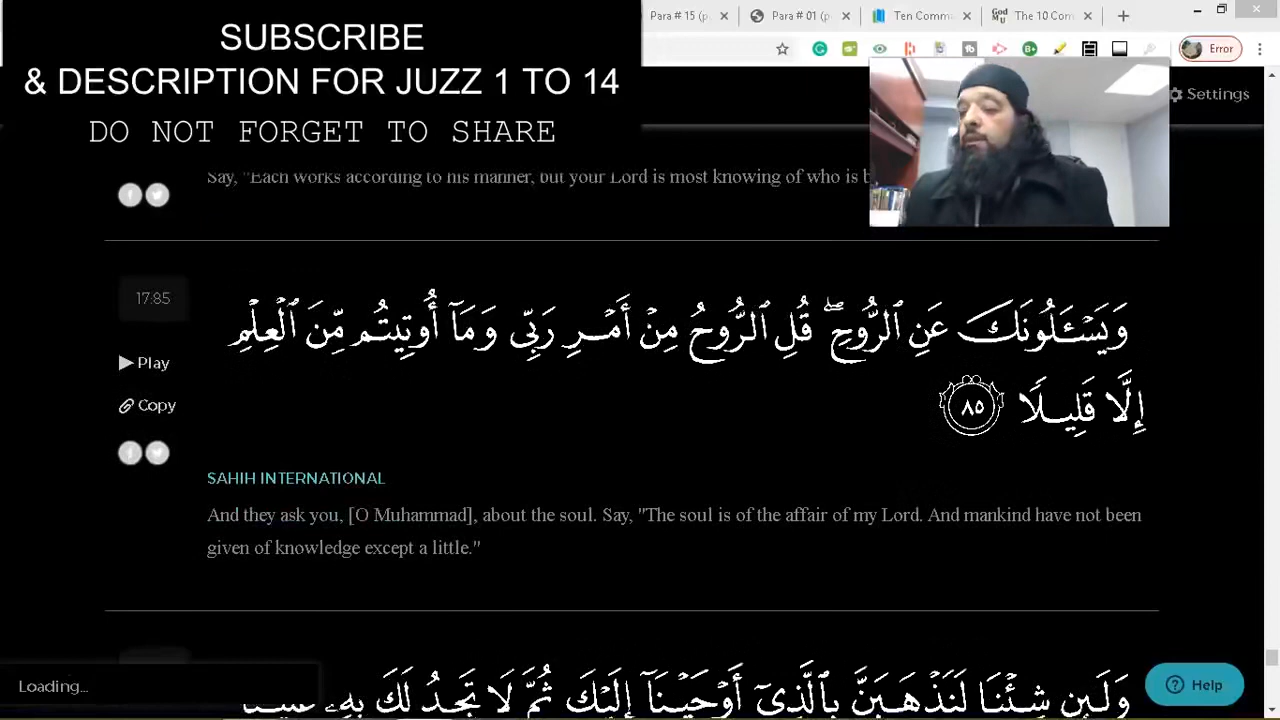 SUBSCRIBE
& DESCRIPTION FOR JUZZ 1 TO 14
DO NOT FORGET TO SHARE
Para # 15 (p
Para # 01 (p
Ten Comm
God
The 10 Com
Error
Settings
Say, "Each works according to his manner, but your Lord is most knowing of who is b
17:85
وَيَسْـَٔلُونَكَ عَنِ ٱلرُّوحِ ۖ قُلِ ٱلرُّوحُ مِنْ أَمْرِ رَبِّى وَمَآ أُوتِيتُم مِّنَ ٱلْعِلْمِ
إِلَّا قَلِيلًا ٨٥
Play
Copy
SAHIH INTERNATIONAL
And they ask you, [O Muhammad], about the soul. Say, "The soul is of the affair of my Lord. And mankind have not been
given of knowledge except a little."
وَلَئِن شِئْنَا لَنَذْهَبَنَّ بِٱلَّذِىٓ أَوْحَيْنَآ إِلَيْكَ ثُمَّ لَا تَجِدُ لَكَ بِهِۦ
Loading...
Help